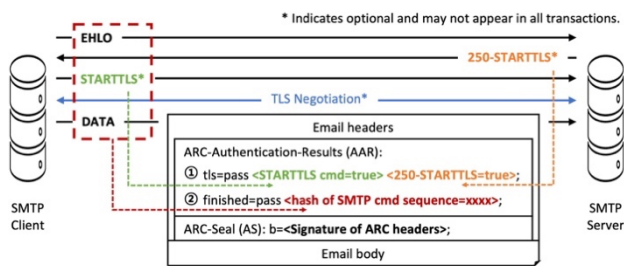 * Indicates optional and may not appear in all transactions.
EHLO
250-STARTTLS*
STARTTLS*
TLS Negotiation*
DATA
Email headers
ARC-Authentication-Results (AAR):
① tls=pass <STARTTLS cmd=true> <250-STARTTLS=true>;
② finished=pass <hash of SMTP cmd sequence=xxxx>;
ARC-Seal (AS): b=<Signature of ARC headers>;
Email body
SMTP
Client
SMTP
Server